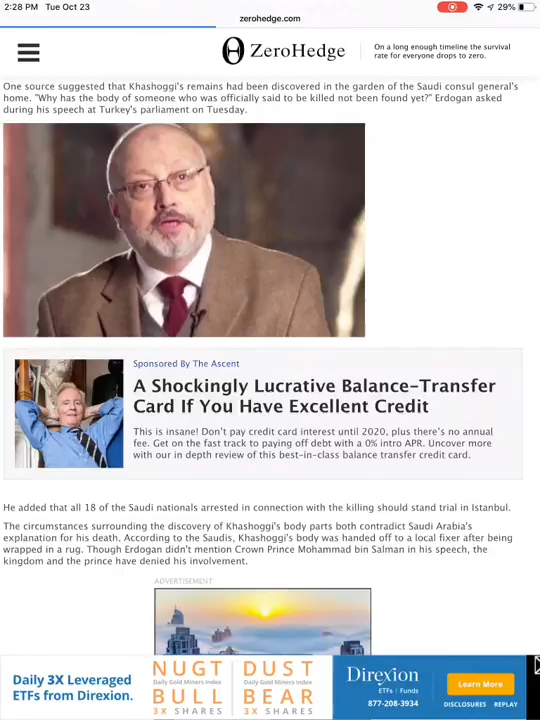 2:28 PM Tue Oct 23
29%
zerohedge.com
ZeroHedge
On a long enough timeline the survival
rate for everyone drops to zero.
One source suggested that Khashoggi's remains had been discovered in the garden of the Saudi consul general's
home. "Why has the body of someone who was officially said to be killed not been found yet?" Erdogan asked
during his speech at Turkey's parliament on Tuesday.
Sponsored By The Ascent
A Shockingly Lucrative Balance-Transfer
Card If You Have Excellent Credit
This is insane! Don't pay credit card interest until 2020, plus there's no annual
fee. Get on the fast track to paying off debt with a 0% intro APR. Uncover more
with our in depth review of this best-in-class balance transfer credit card.
He added that all 18 of the Saudi nationals arrested in connection with the killing should stand trial in Istanbul.
The circumstances surrounding the discovery of Khashoggi's body parts both contradict Saudi Arabia's
explanation for his death. According to the Saudis, Khashoggi's body was handed off to a local fixer after being
wrapped in a rug. Though Erdogan didn't mention Crown Prince Mohammad bin Salman in his speech, the
kingdom and the prince have denied his involvement.
ADVERTISEMENT
Daily 3X Leveraged
ETFs from Direxion.
NUGT
Daily Gold Miners Index
BULL
3X SHARES
DUST
Daily Gold Miners Index
BEAR
3X SHARES
Direxion
ETFs | Funds
877-208-3934
Learn More
DISCLOSURES REPLAY